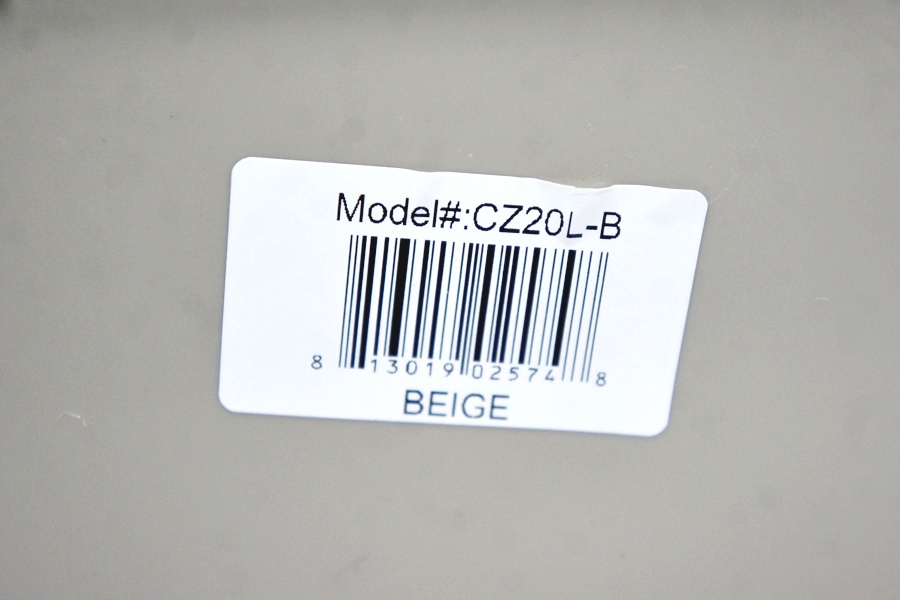 Model#:CZ20L-B
8 13019 02574 8
BEIGE